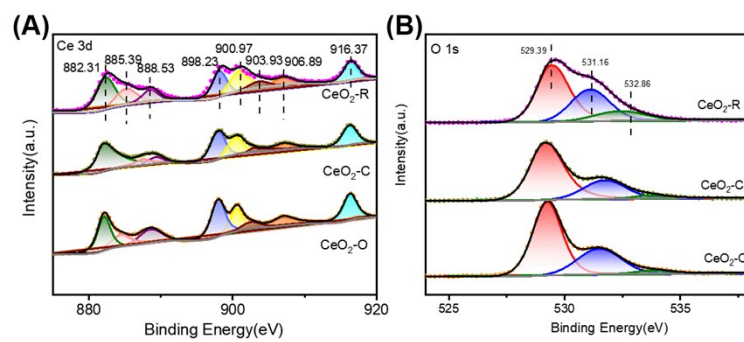 (A)
Ce 3d
882.31
885.39
888.53
898.23
900.97
903.93
906.89
916.37
CeO2-R
CeO2-C
CeO2-O
Intensity(a.u.)
880
900
920
Binding Energy(eV)
(B)
O 1s
529.39
531.16
532.86
CeO2-R
CeO2-C
CeO2-O
Intensity(a.u.)
525
530
535
Binding Energy(eV)